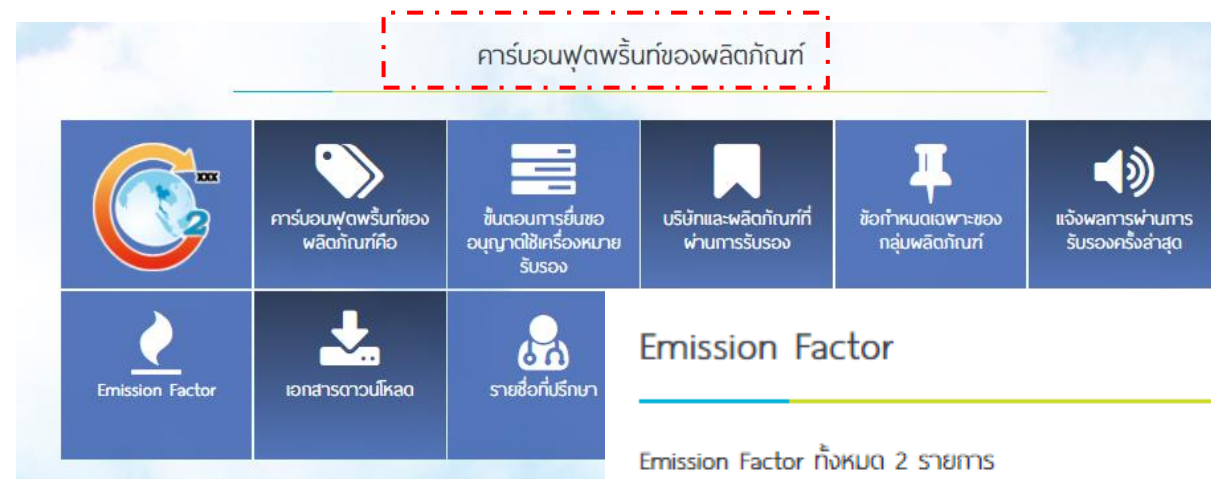 คาร์บอนฟุตพริ้นท์ของผลิตภัณฑ์
XXX
2
คาร์บอนฟุตพริ้นท์ของ
ผลิตภัณฑ์คือ
ขั้นตอนการยื่นขอ
อนุญาตใช้เครื่องหมาย
รับรอง
บริษัทและผลิตภัณฑ์ที่
ผ่านการรับรอง
ข้อกำหนดเฉพาะของ
กลุ่มผลิตภัณฑ์
แจ้งผลการผ่านการ
รับรองครั้งล่าสุด
Emission Factor
เอกสารดาวน์โหลด
รายชื่อที่ปรึกษา
Emission Factor
Emission Factor ทั้งหมด 2 รายการ